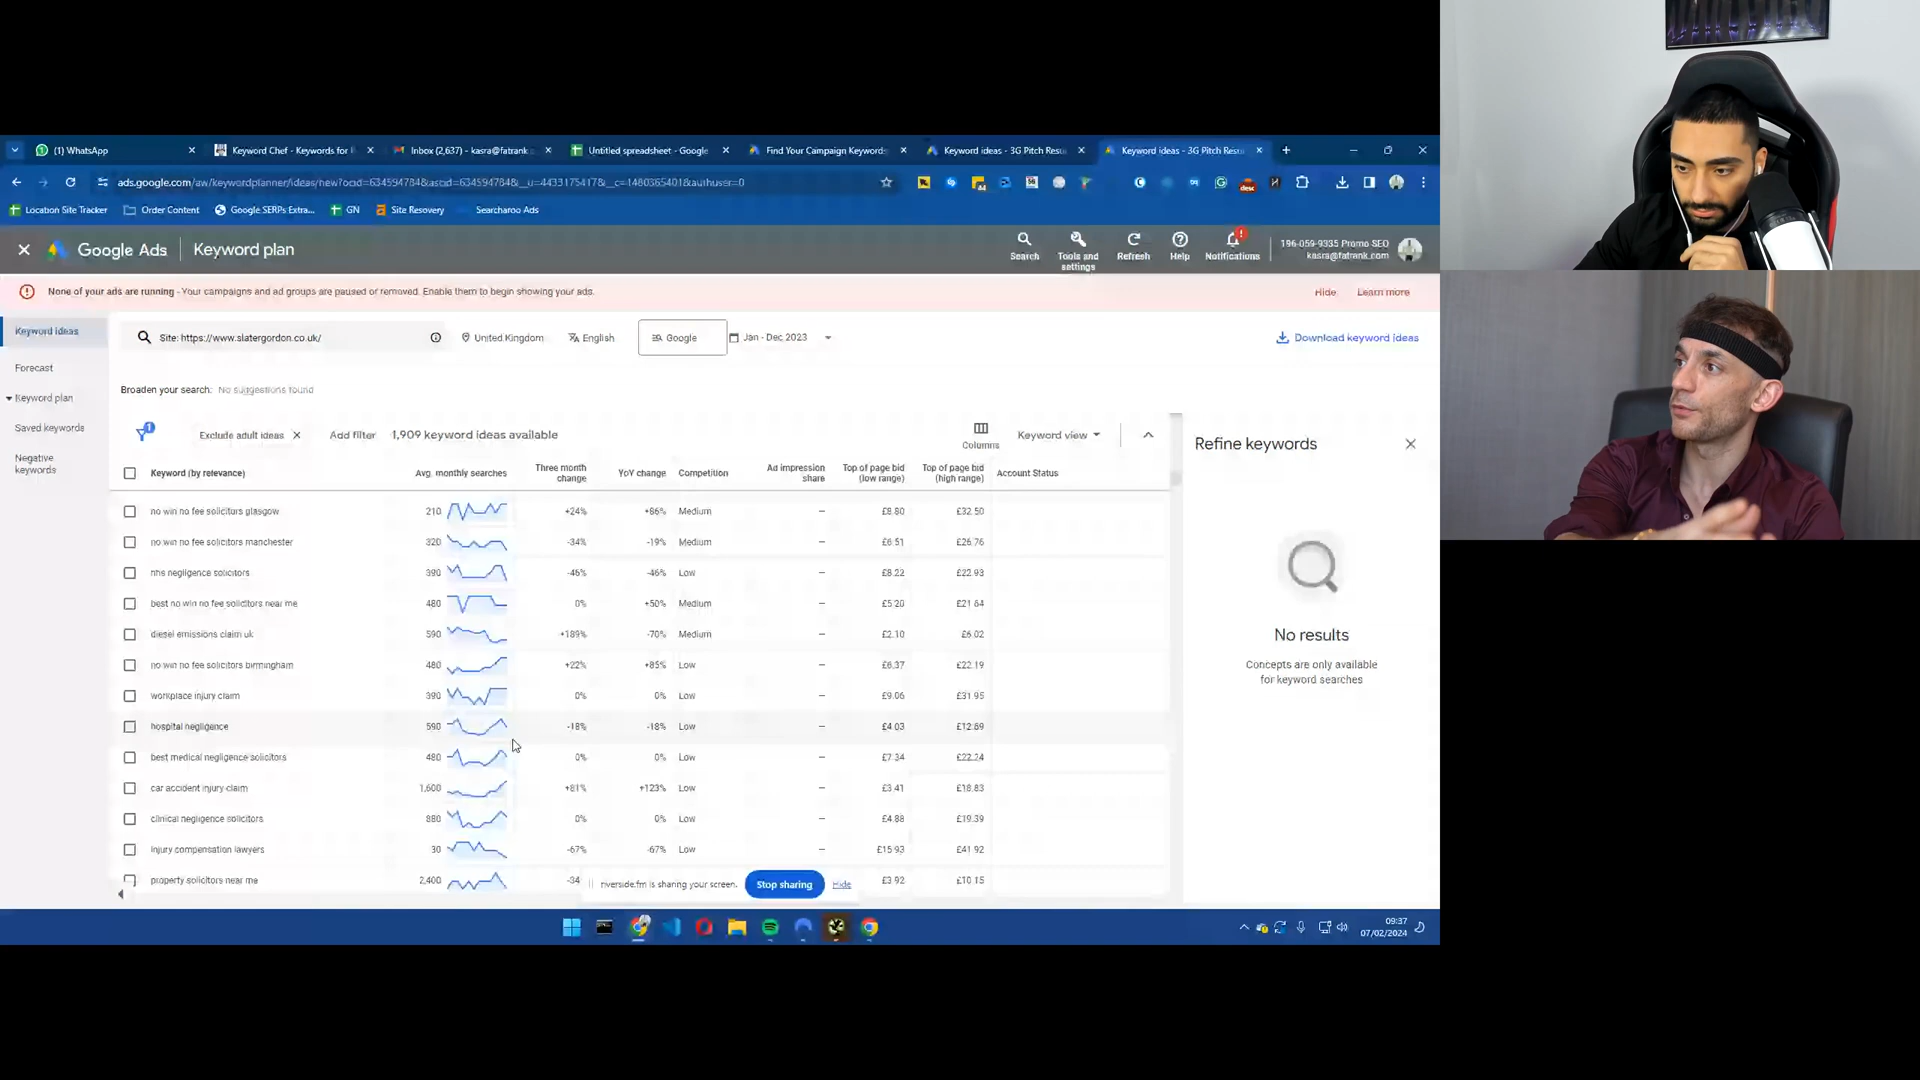 (1) WhatsApp
Keyword Chef - Keywords for
Inbox (2,637) - kasra@fatrank
Untitled spreadsheet - Google
Find Your Campaign Keywords
Keyword ideas - 3G Pitch Resu
Keyword ideas - 3G Pitch Resu
Location Site Tracker
Order Content
Google SERPs Extra...
GN
Site Recovery
Searcharoo Ads
Google Ads
Keyword plan
Search
Tools and settings
Refresh
Help
Notifications
196-059-9335 Promo SEO
kasra@fatrank.com
None of your ads are running - Your campaigns and ad groups are paused or removed. Enable them to begin showing your ads.
Hide
Learn more
Keyword ideas
Forecast
Keyword plan
Saved keywords
Negative keywords
Site: https://www.slatergordon.co.uk/
United Kingdom
English
Google
Jan - Dec 2023
Download keyword ideas
Broaden your search: No suggestions found
1
Exclude adult ideas
Add filter
1,909 keyword ideas available
Columns
Keyword view
Refine keywords
Keyword (by relevance) Avg. monthly searches Three month change YoY change Competition Ad impression share Top of page bid (low range) Top of page bid (high range) Account Status
no win no fee solicitors glasgow 210 +24% +86% Medium – £8.80 £32.50
no win no fee solicitors manchester 320 -34% -19% Medium – £6.51 £26.76
nhs negligence solicitors 390 -46% -46% Low – £8.22 £22.93
best no win no fee solicitors near me 480 0% +50% Medium – £5.20 £21.64
diesel emissions claim uk 590 +189% -70% Medium – £2.10 £6.02
no win no fee solicitors birmingham 480 +22% +85% Low – £6.37 £22.19
workplace injury claim 390 0% 0% Low – £9.06 £31.95
hospital negligence 590 -18% -18% Low – £4.03 £12.69
best medical negligence solicitors 480 0% 0% Low – £7.34 £22.24
car accident injury claim 1,600 +81% +123% Low – £3.41 £18.83
clinical negligence solicitors 880 0% 0% Low – £4.88 £19.39
injury compensation lawyers 30 -67% -67% Low – £15.93 £41.92
property solicitors near me 2,400 -34 £3.92 £10.15
No results
Concepts are only available
for keyword searches
riverside.fm is sharing your screen.
Stop sharing
Hide
09:37
07/02/2024